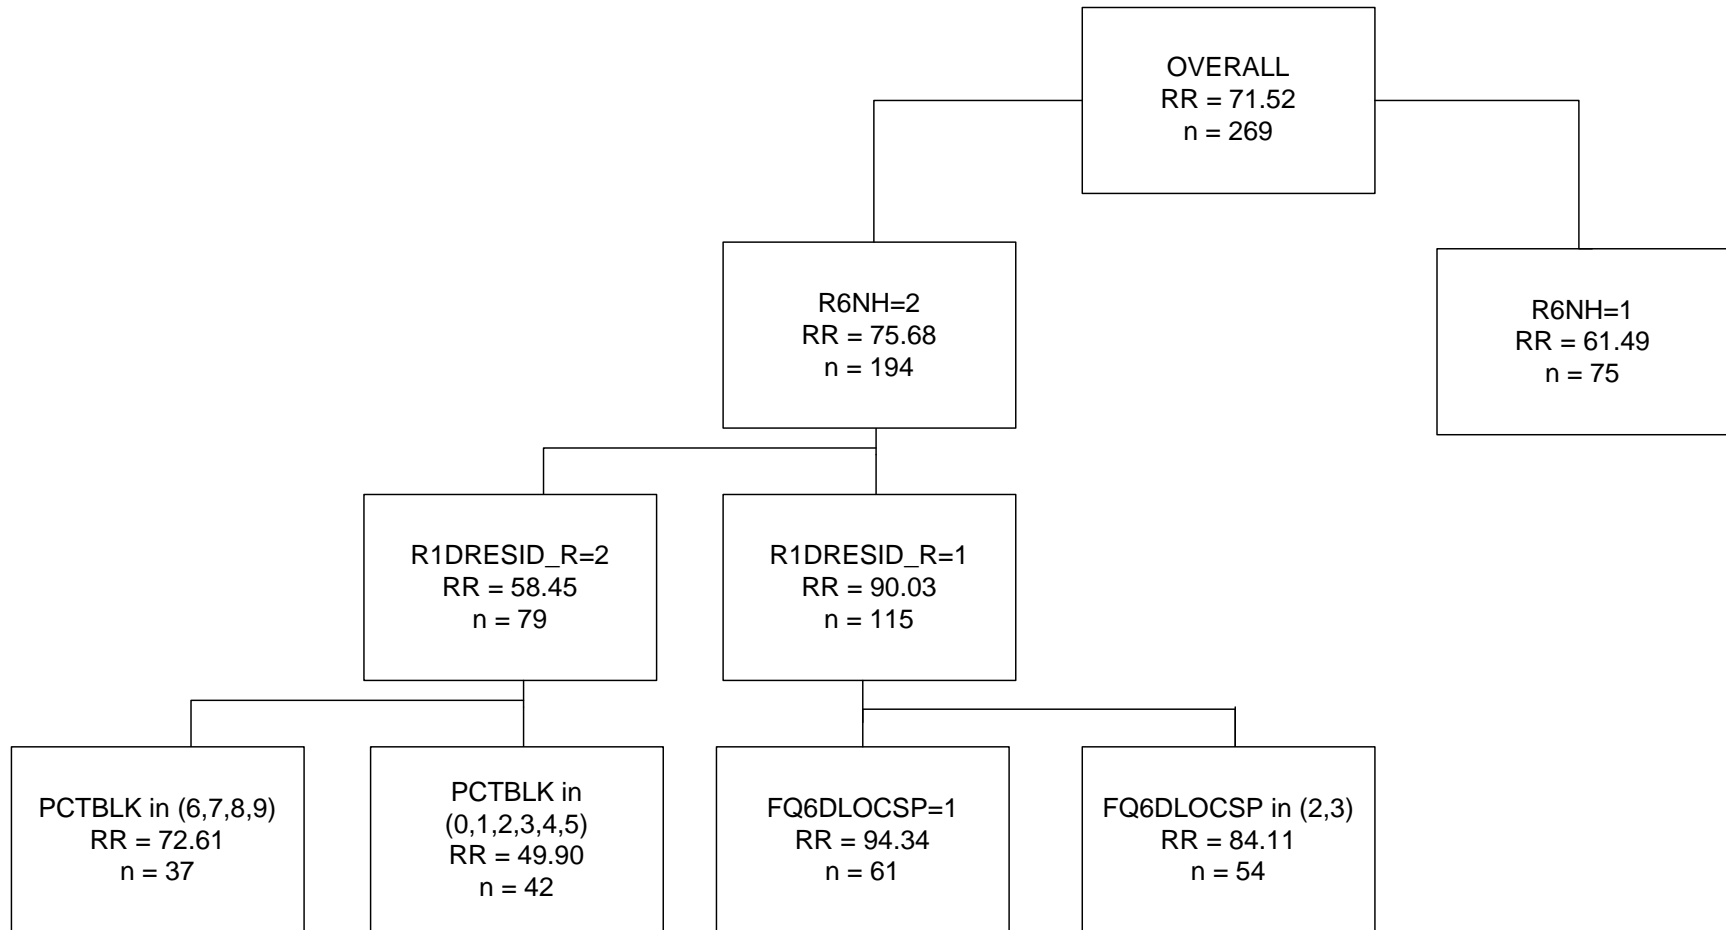 OVERALL
RR = 71.52
n = 269
R6NH=2
RR = 75.68
n = 194
R6NH=1
RR = 61.49
n = 75
R1DRESID_R=2
RR = 58.45
n = 79
R1DRESID_R=1
RR = 90.03
n = 115
PCTBLK in (6,7,8,9)
RR = 72.61
n = 37
PCTBLK in
(0,1,2,3,4,5)
RR = 49.90
n = 42
FQ6DLOCSP=1
RR = 94.34
n = 61
FQ6DLOCSP in (2,3)
RR = 84.11
n = 54